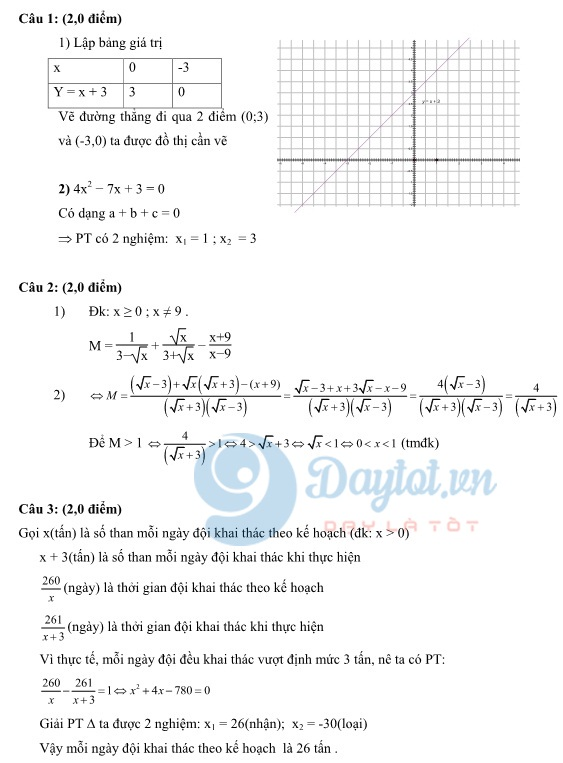 Câu 1: (2,0 điểm)
1) Lập bảng giá trị
x 0 -3
Y = x + 3 3 0
Vẽ đường thẳng đi qua 2 điểm (0;3)
và (-3,0) ta được đồ thị cần vẽ
2) 4x² − 7x + 3 = 0
Có dạng a + b + c = 0
⇒ PT có 2 nghiệm: x₁ = 1 ; x₂ = 3
Câu 2: (2,0 điểm)
1) Đk: x ≥ 0 ; x ≠ 9 .
M = 1/(3−√x) + √x/(3+√x) − (x+9)/(x−9)
2) ⇔ M = ((√x−3)+√x(√x+3)−(x+9))/((√x+3)(√x−3)) = (√x−3+x+3√x−x−9)/((√x+3)(√x−3)) = 4(√x−3)/((√x+3)(√x−3)) = 4/(√x+3)
Để M > 1 ⇔ 4/(√x+3) >1⇔4>√x+3⇔√x<1⇔0<x<1 (tmđk)
9 Daytot.vn
DẠY LÀ TỐT
Câu 3: (2,0 điểm)
Gọi x(tấn) là số than mỗi ngày đội khai thác theo kế hoạch (đk: x > 0)
x + 3(tấn) là số than mỗi ngày đội khai thác khi thực hiện
260/x (ngày) là thời gian đội khai thác theo kế hoạch
261/(x+3) (ngày) là thời gian đội khai thác khi thực hiện
Vì thực tế, mỗi ngày đội đều khai thác vượt định mức 3 tấn, nê ta có PT:
260/x − 261/(x+3) =1⇔ x²+4x−780=0
Giải PT Δ ta được 2 nghiệm: x₁ = 26(nhận); x₂ = -30(loại)
Vậy mỗi ngày đội khai thác theo kế hoạch là 26 tấn .